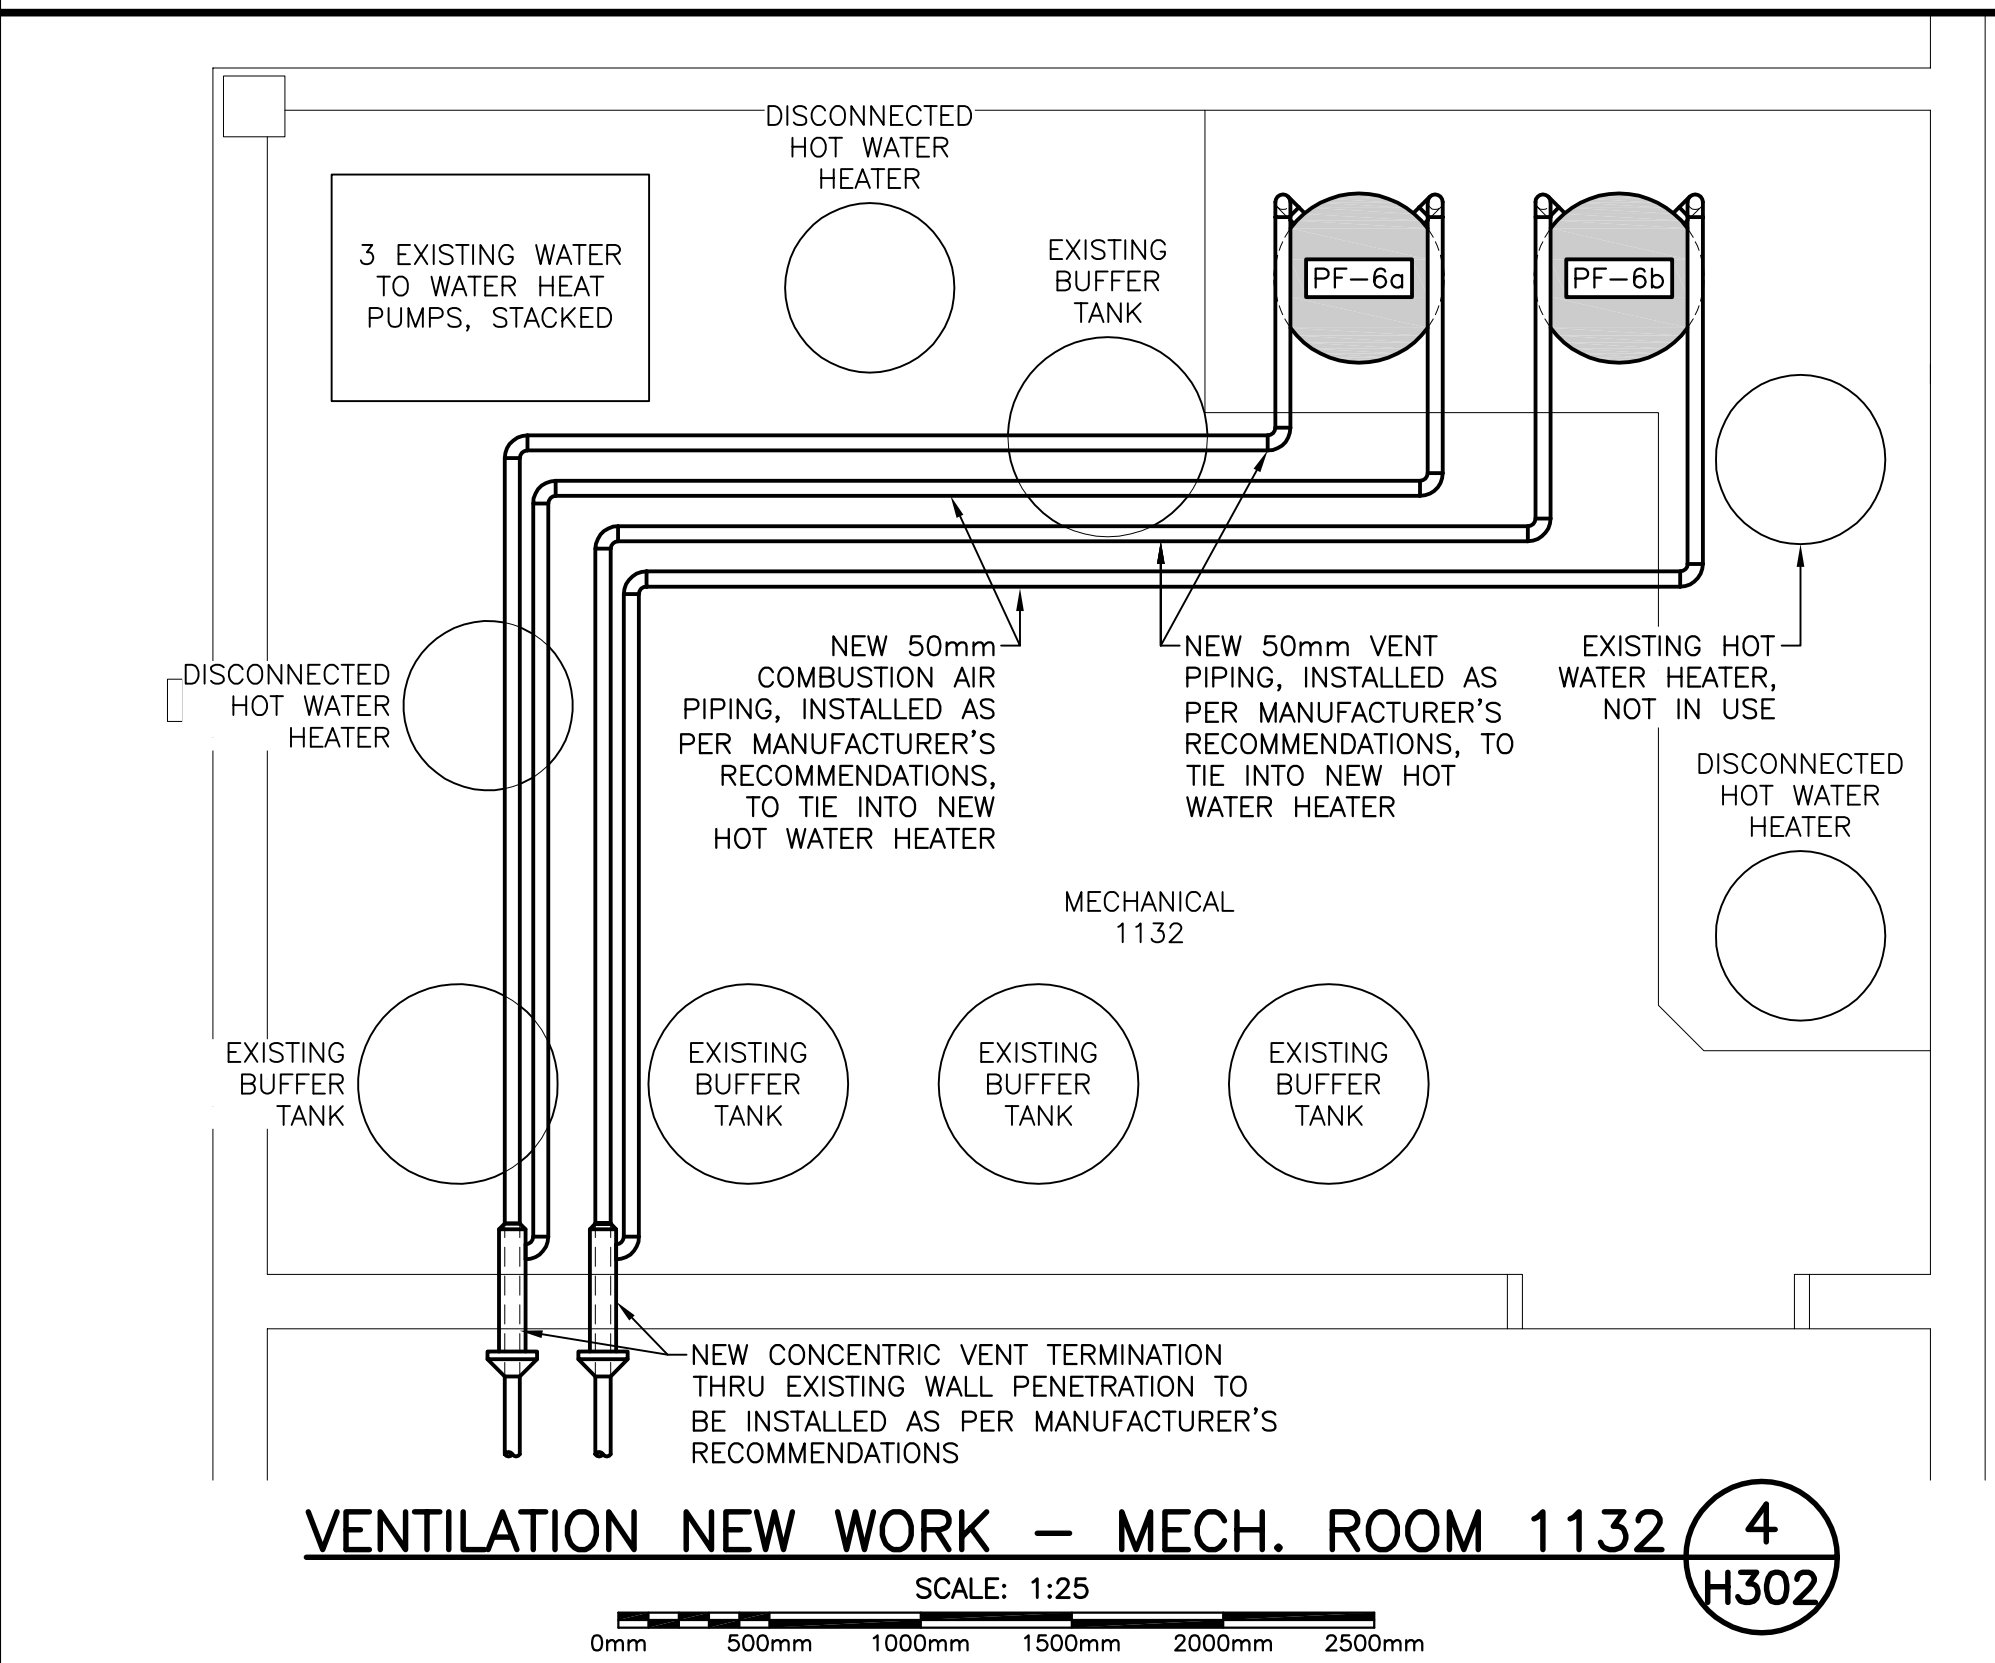 DISCONNECTED
HOT WATER
HEATER
3 EXISTING WATER
TO WATER HEAT
PUMPS, STACKED
EXISTING
BUFFER
TANK
PF-6a
PF-6b
NEW 50mm
COMBUSTION AIR
PIPING, INSTALLED AS
PER MANUFACTURER'S
RECOMMENDATIONS,
TO TIE INTO NEW
HOT WATER HEATER
NEW 50mm VENT
PIPING, INSTALLED AS
PER MANUFACTURER'S
RECOMMENDATIONS, TO
TIE INTO NEW HOT
WATER HEATER
EXISTING HOT
WATER HEATER,
NOT IN USE
DISCONNECTED
HOT WATER
HEATER
DISCONNECTED
HOT WATER
HEATER
MECHANICAL
1132
EXISTING
BUFFER
TANK
EXISTING
BUFFER
TANK
EXISTING
BUFFER
TANK
EXISTING
BUFFER
TANK
NEW CONCENTRIC VENT TERMINATION
THRU EXISTING WALL PENETRATION TO
BE INSTALLED AS PER MANUFACTURER'S
RECOMMENDATIONS
VENTILATION NEW WORK - MECH. ROOM 1132
4
H302
SCALE: 1:25
0mm 500mm 1000mm 1500mm 2000mm 2500mm